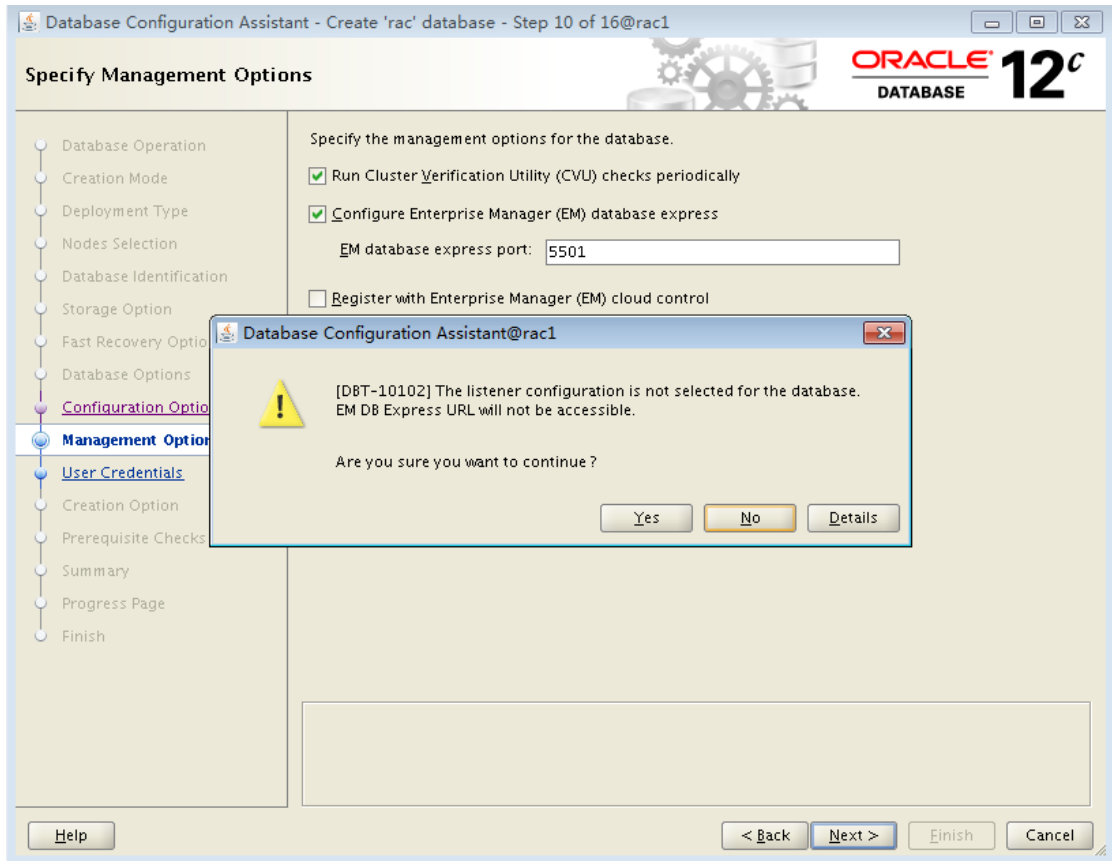 Database Configuration Assistant - Create 'rac' database - Step 10 of 16@rac1
Specify Management Options
ORACLE 12c
DATABASE
Database Operation
Creation Mode
Deployment Type
Nodes Selection
Database Identification
Storage Option
Fast Recovery Optio
Database Options
Configuration Optio
Management Option
User Credentials
Creation Option
Prerequisite Checks
Summary
Progress Page
Finish
Specify the management options for the database.
Run Cluster Verification Utility (CVU) checks periodically
Configure Enterprise Manager (EM) database express
EM database express port: 5501
Register with Enterprise Manager (EM) cloud control
Database Configuration Assistant@rac1
[DBT-10102] The listener configuration is not selected for the database.
EM DB Express URL will not be accessible.
Are you sure you want to continue?
Yes No Details
Help < Back Next > Finish Cancel